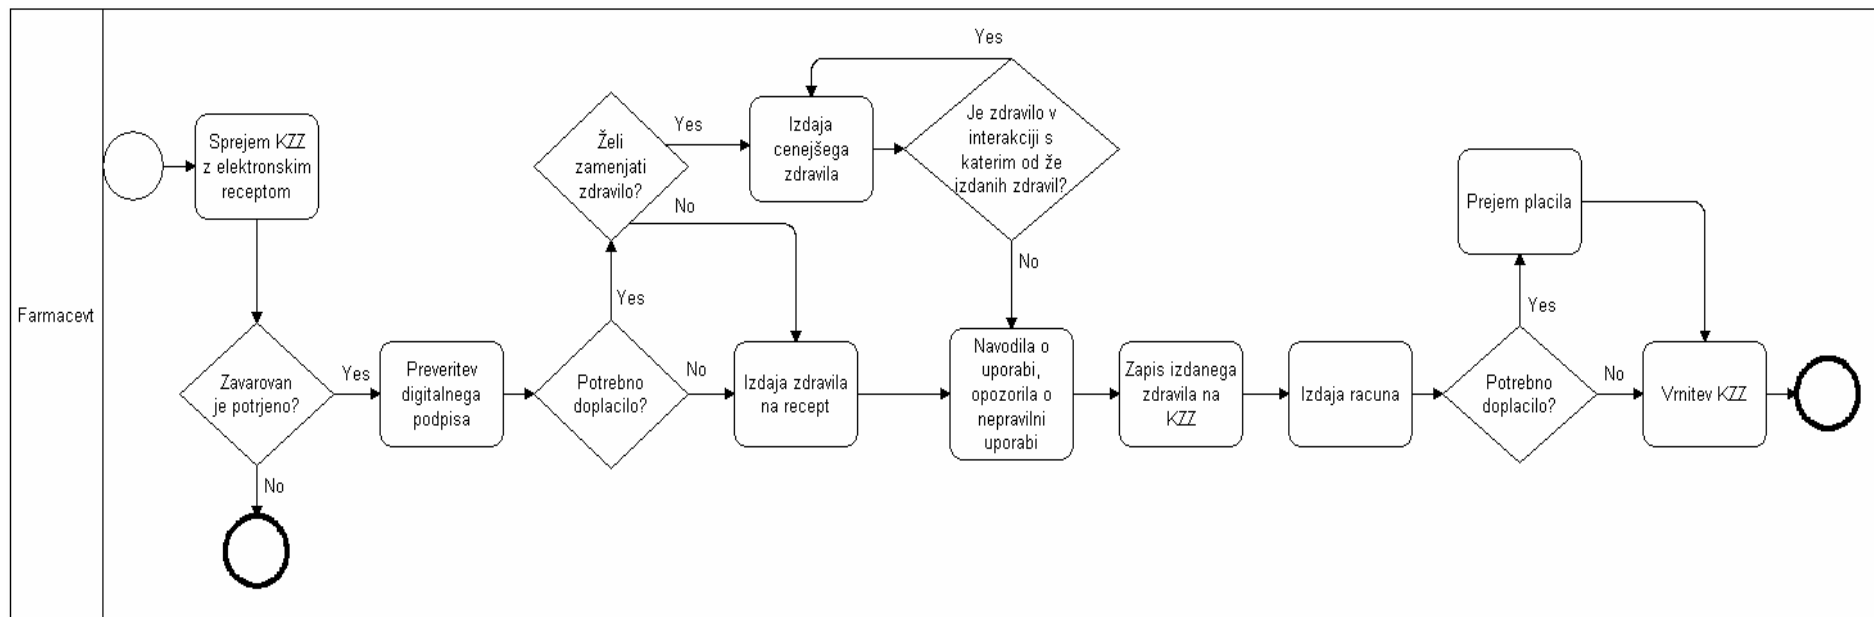 Farmacevt
Sprejem KZZ
z elektronskim
receptom
Zavarovan
je potrjeno?
Yes
No
Preveritev
digitalnega
podpisa
Potrebno
doplacilo?
Yes
No
Želi
zamenjati
zdravilo?
Yes
No
Izdaja
cenejšega
zdravila
Yes
Je zdravilo v
interakciji s
katerim od že
izdanih zdravil?
No
Izdaja zdravila
na recept
Navodila o
uporabi,
opozorila o
nepravilni
uporabi
Zapis izdanega
zdravila na
KZZ
Izdaja racuna
Potrebno
doplacilo?
Yes
No
Prejem placila
Vrnitev KZZ